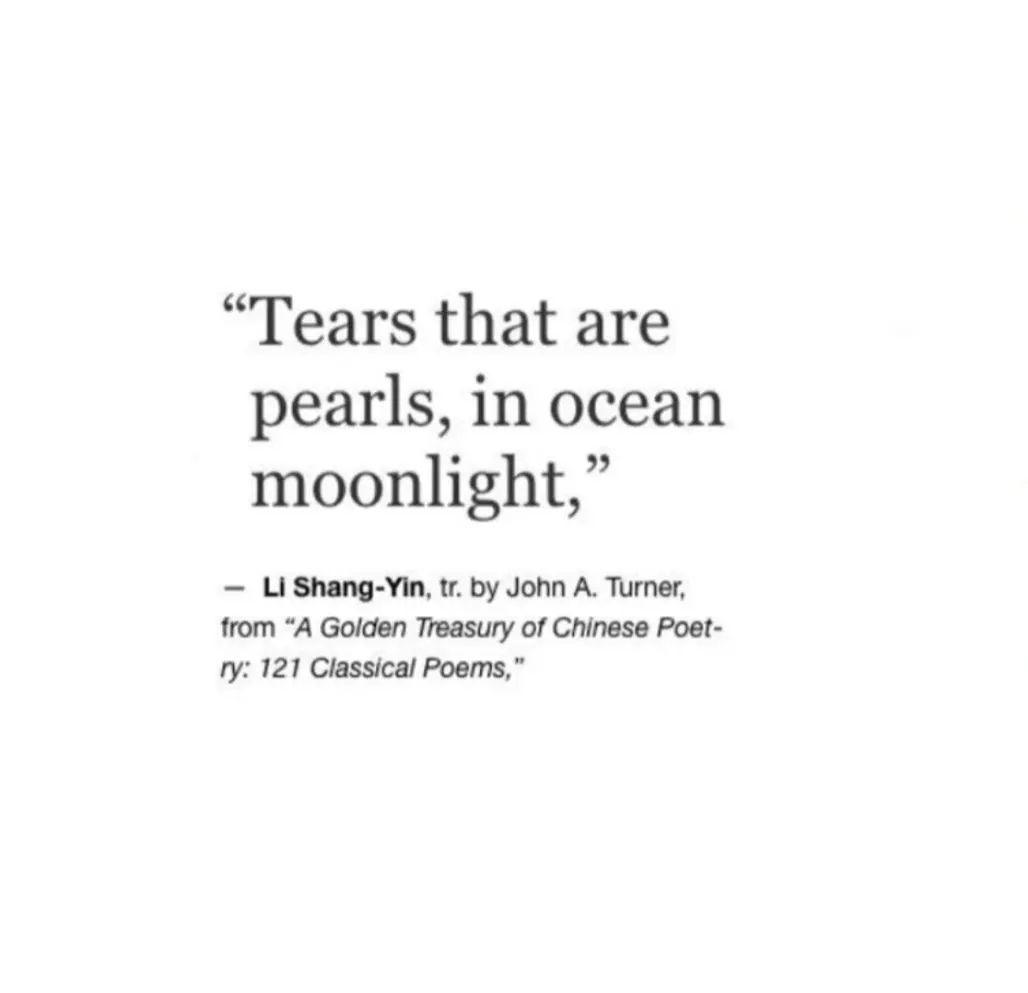 “Tears that are
pearls, in ocean
moonlight,”
— Li Shang-Yin, tr. by John A. Turner,
from “A Golden Treasury of Chinese Poet-
ry: 121 Classical Poems,”